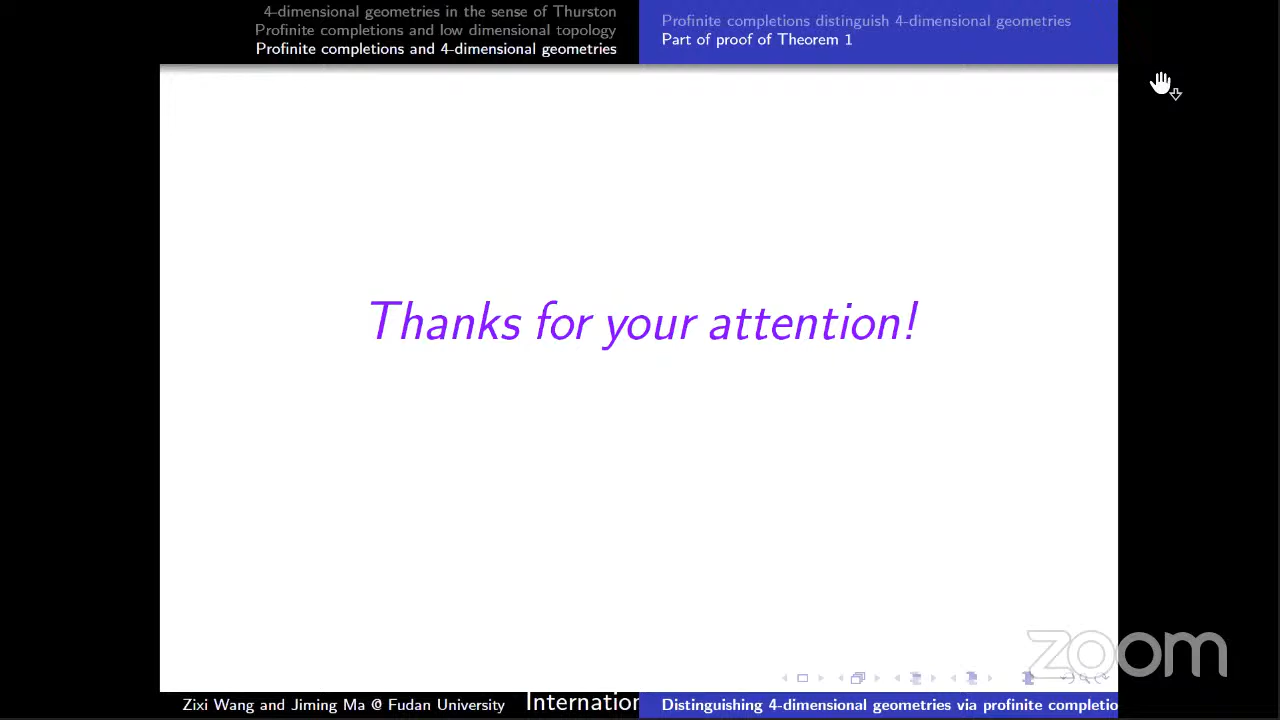 4-dimensional geometries in the sense of Thurston
Profinite completions and low dimensional topology
Profinite completions and 4-dimensional geometries
Profinite completions distinguish 4-dimensional geometries
Part of proof of Theorem 1
Thanks for your attention!
zoom
Zixi Wang and Jiming Ma @ Fudan University
Internation
Distinguishing 4-dimensional geometries via profinite completio